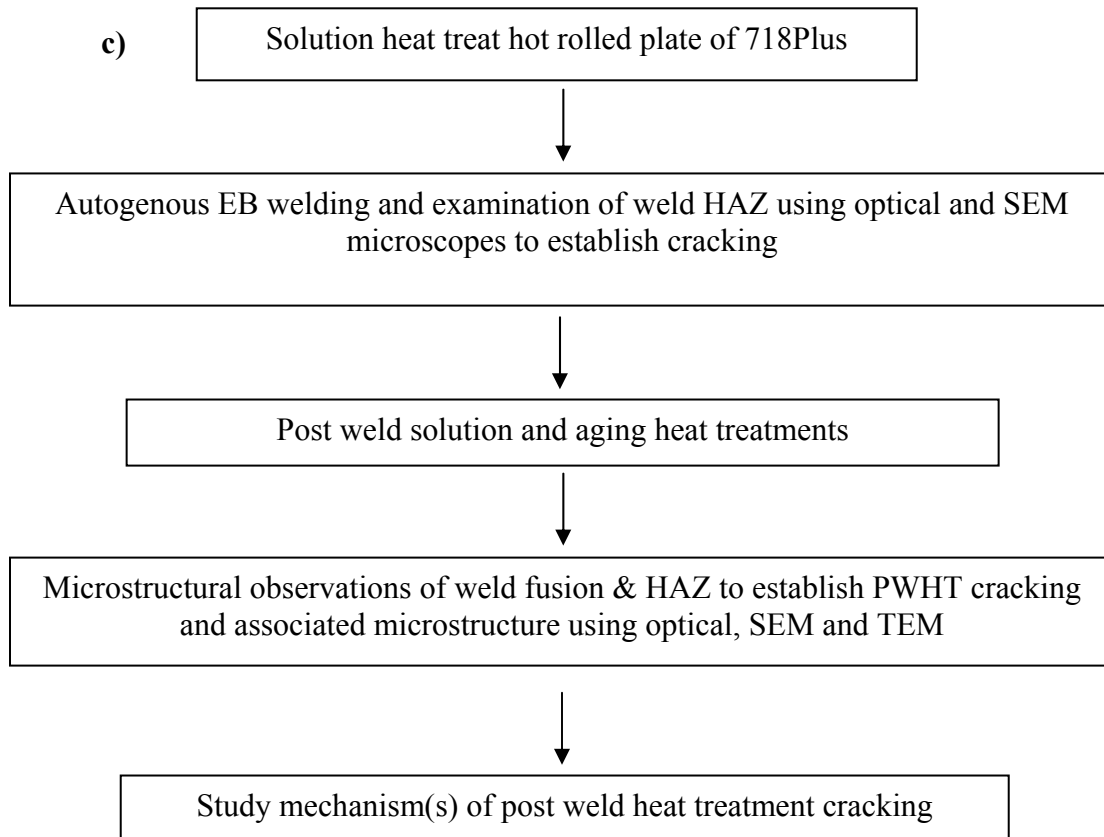 c)
Solution heat treat hot rolled plate of 718Plus
Autogenous EB welding and examination of weld HAZ using optical and SEM
microscopes to establish cracking
Post weld solution and aging heat treatments
Microstructural observations of weld fusion & HAZ to establish PWHT cracking
and associated microstructure using optical, SEM and TEM
Study mechanism(s) of post weld heat treatment cracking